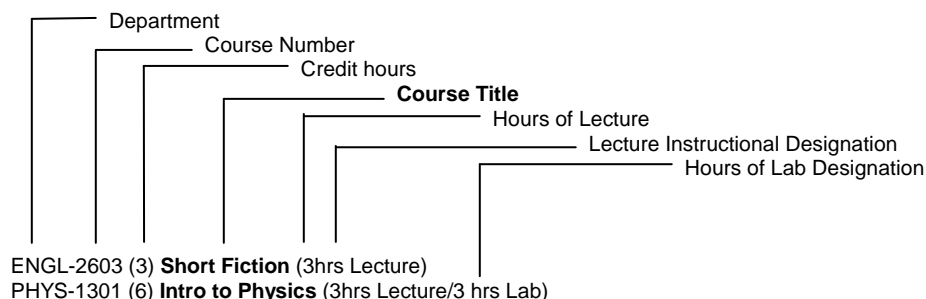 Department
Course Number
Credit hours
Course Title
Hours of Lecture
Lecture Instructional Designation
Hours of Lab Designation
ENGL-2603 (3) Short Fiction (3hrs Lecture)
PHYS-1301 (6) Intro to Physics (3hrs Lecture/3 hrs Lab)